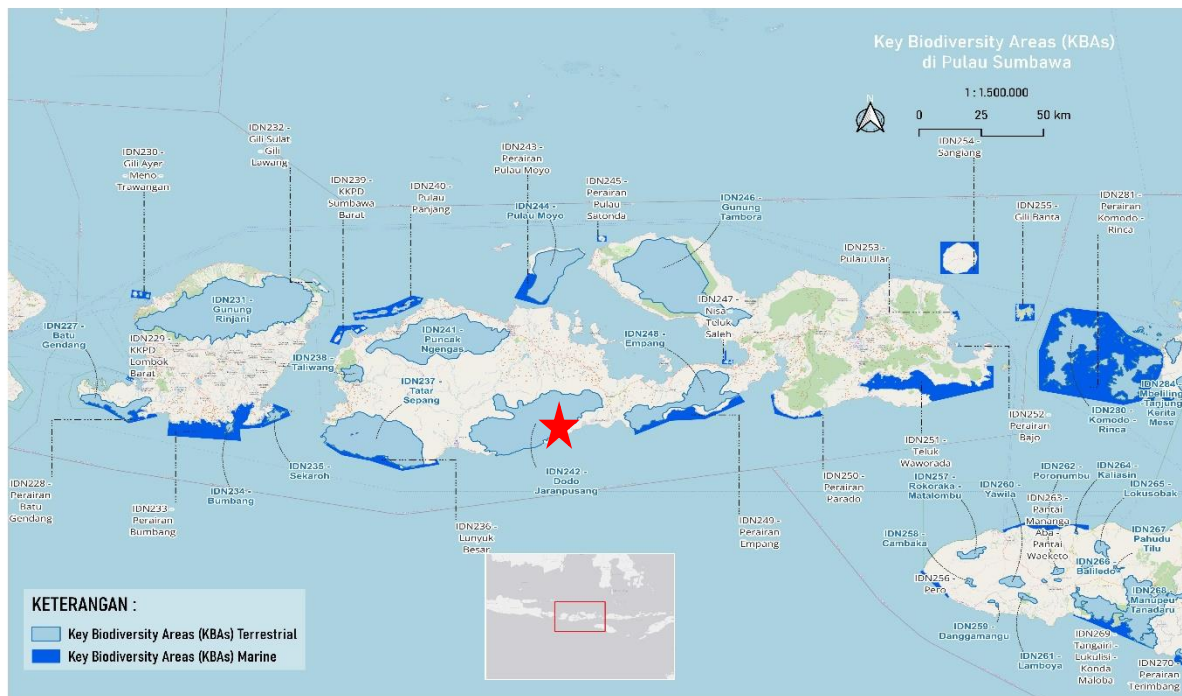 Key Biodiversity Areas (KBAs)
di Pulau Sumbawa
1 : 1.500.000
N
0 25 50 km
IDN230 -
Gili Ayer
- Meno -
Trawangan
IDN232 -
Gili Sulat
- Gili
Lawang
IDN239 -
KKPD
Sumbawa
Barat
IDN240 -
Pulau
Panjang
IDN243 -
Perairan
Pulau Moyo
IDN244 -
Pulau Moyo
IDN245 -
Perairan
Pulau
Satonda
IDN246 -
Gunung
Tambora
IDN254 -
Sangiang
IDN253 -
Pulau Ular
IDN255 -
Gili Banta
IDN281 -
Perairan
Komodo -
Rinca
IDN227 -
Batu
Gendang
IDN231 -
Gunung
Rinjani
IDN229 -
KKPD
Lombok
Barat
IDN238 -
Taliwang
IDN241 -
Puncak
Ngengas
IDN237 -
Tatar
Sepang
IDN248 -
Empang
IDN247 -
Nisa -
Teluk
Saleh
IDN284 -
Mbeliling -
Tanjung
Kerita
Mese
IDN280 -
Komodo -
Rinca
IDN252 -
Perairan
Bajo
IDN228 -
Perairan
Batu
Gendang
IDN233 -
Perairan
Bumbang
IDN234 -
Bumbang
IDN235 -
Sekaroh
IDN236 -
Lunyuk
Besar
IDN242 -
Dodo
Jaranpusang
IDN249 -
Perairan
Empang
IDN250 -
Perairan
Parado
IDN251 -
Teluk
Waworada
IDN257 -
Rokoraka -
Matalombu
IDN258 -
Cambaka
IDN256 -
Pero
IDN259 -
Danggamangu
IDN260 -
Yawila
IDN261 -
Lamboya
IDN262 -
Poronumbu
IDN263 -
Pantai
Mananga
Aba -
Pantai
Waeketo
IDN264 -
Kaliasin
IDN265 -
Lokusobak
IDN266 -
Baliledo
IDN267 -
Pahudu
Tilu
IDN268 -
Manupeu
Tanadaru
IDN269 -
Tangairi -
Lukulisi -
Konda
Maloba
IDN270 -
Perairan
Terimbang
KETERANGAN :
Key Biodiversity Areas (KBAs) Terrestrial
Key Biodiversity Areas (KBAs) Marine